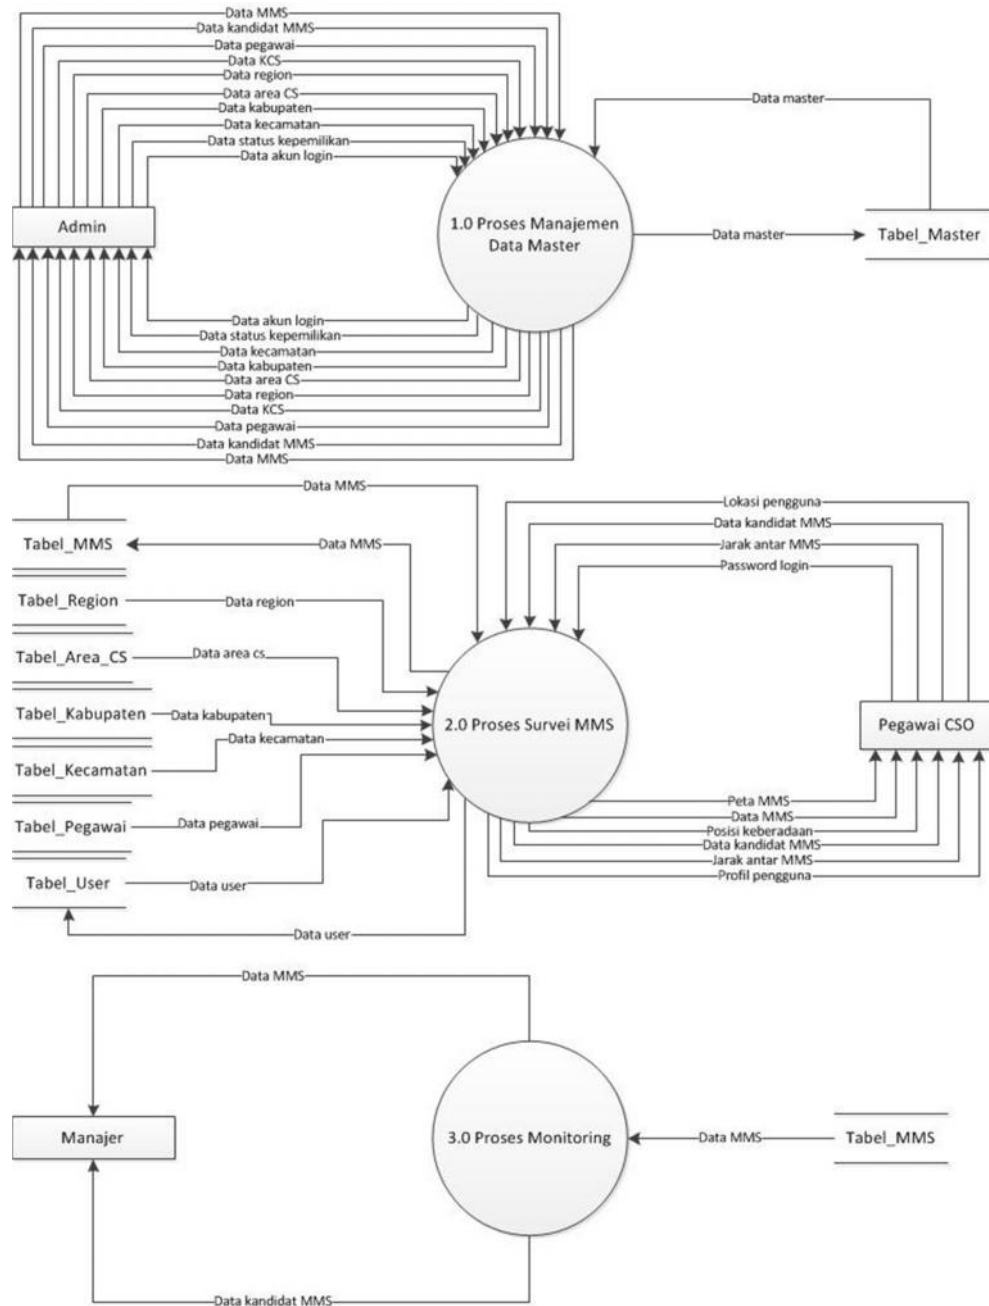 Data MMS
Data kandidat MMS
Data pegawai
Data KCS
Data region
Data area CS
Data kabupaten
Data kecamatan
Data status kepemilikan
Data akun login
Data master
Admin
1.0 Proses Manajemen
Data Master
Data master
Tabel_Master
Data akun login
Data status kepemilikan
Data kecamatan
Data kabupaten
Data area CS
Data region
Data KCS
Data pegawai
Data kandidat MMS
Data MMS
Data MMS
Lokasi pengguna
Data kandidat MMS
Tabel_MMS
Data MMS
Jarak antar MMS
Password login
Tabel_Region
Data region
Tabel_Area_CS
Data area cs
Tabel_Kabupaten
Data kabupaten
2.0 Proses Survei MMS
Pegawai CSO
Data kecamatan
Tabel_Kecamatan
Peta MMS
Data MMS
Tabel_Pegawai
Data pegawai
Posisi keberadaan
Data kandidat MMS
Jarak antar MMS
Profil pengguna
Tabel_User
Data user
Data user
Data MMS
Manajer
3.0 Proses Monitoring
Data MMS
Tabel_MMS
Data kandidat MMS